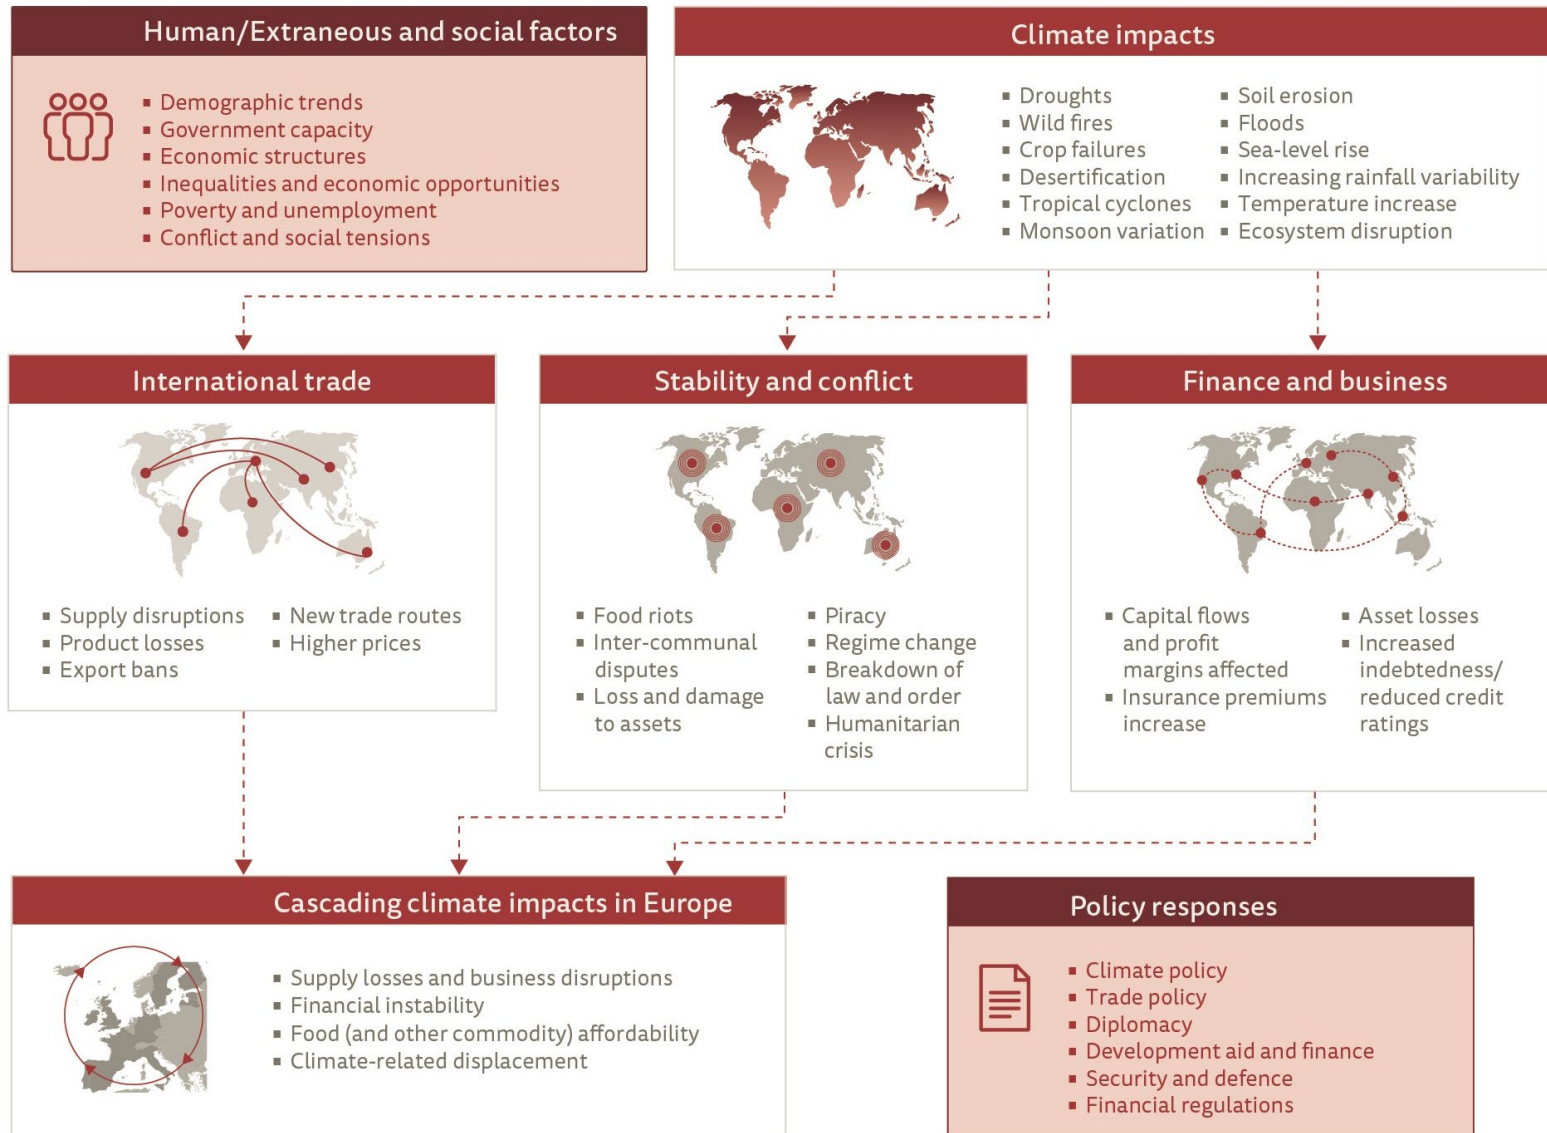 Human/Extraneous and social factors
▪ Demographic trends
▪ Government capacity
▪ Economic structures
▪ Inequalities and economic opportunities
▪ Poverty and unemployment
▪ Conflict and social tensions
Climate impacts
▪ Droughts
▪ Wild fires
▪ Crop failures
▪ Desertification
▪ Tropical cyclones
▪ Monsoon variation
▪ Soil erosion
▪ Floods
▪ Sea-level rise
▪ Increasing rainfall variability
▪ Temperature increase
▪ Ecosystem disruption
International trade
▪ Supply disruptions
▪ Product losses
▪ Export bans
▪ New trade routes
▪ Higher prices
Stability and conflict
▪ Food riots
▪ Inter-communal
disputes
▪ Loss and damage
to assets
▪ Piracy
▪ Regime change
▪ Breakdown of
law and order
▪ Humanitarian
crisis
Finance and business
▪ Capital flows
and profit
margins affected
▪ Insurance premiums
increase
▪ Asset losses
▪ Increased
indebtedness/
reduced credit
ratings
Cascading climate impacts in Europe
▪ Supply losses and business disruptions
▪ Financial instability
▪ Food (and other commodity) affordability
▪ Climate-related displacement
Policy responses
▪ Climate policy
▪ Trade policy
▪ Diplomacy
▪ Development aid and finance
▪ Security and defence
▪ Financial regulations